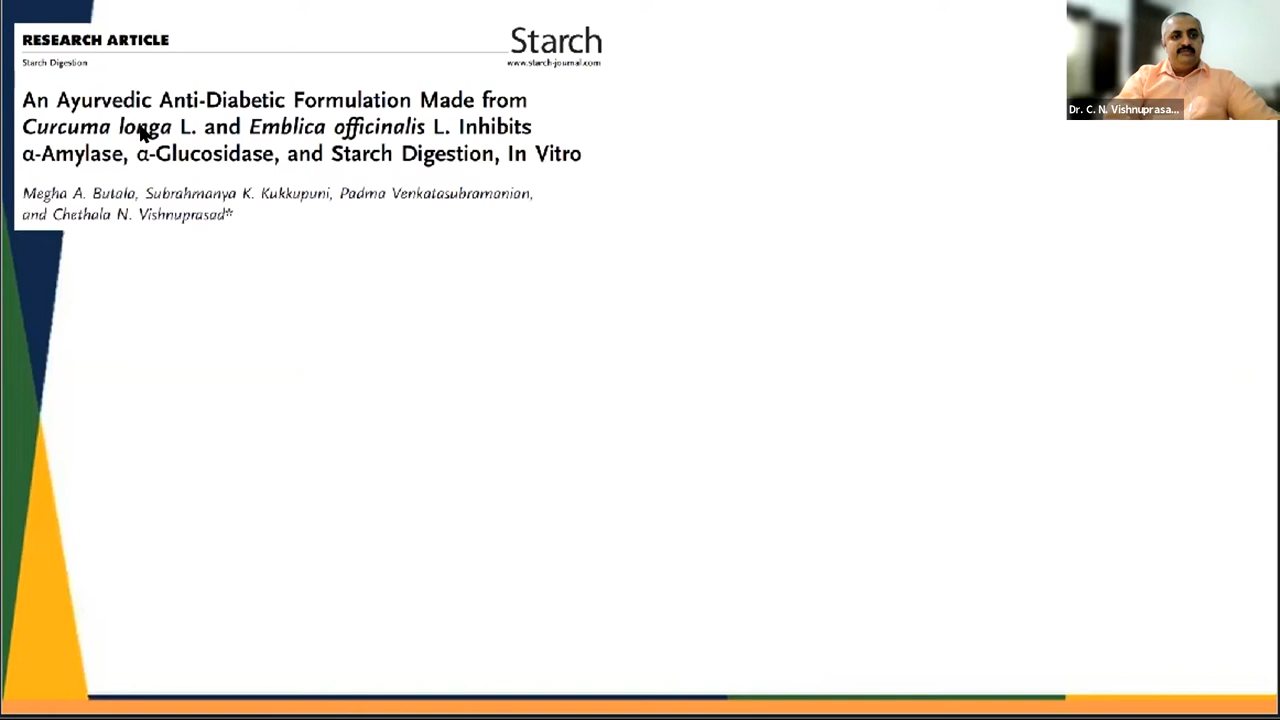 RESEARCH ARTICLE
Starch
Starch Digestion
www.starch-journal.com
An Ayurvedic Anti-Diabetic Formulation Made from
Curcuma longa L. and Emblica officinalis L. Inhibits
α-Amylase, α-Glucosidase, and Starch Digestion, In Vitro
Megha A. Butala, Subrahmanya K. Kukkupuni, Padma Venkatasubramanian,
and Chethala N. Vishnuprasad*
Dr. C. N. Vishnuprasa...